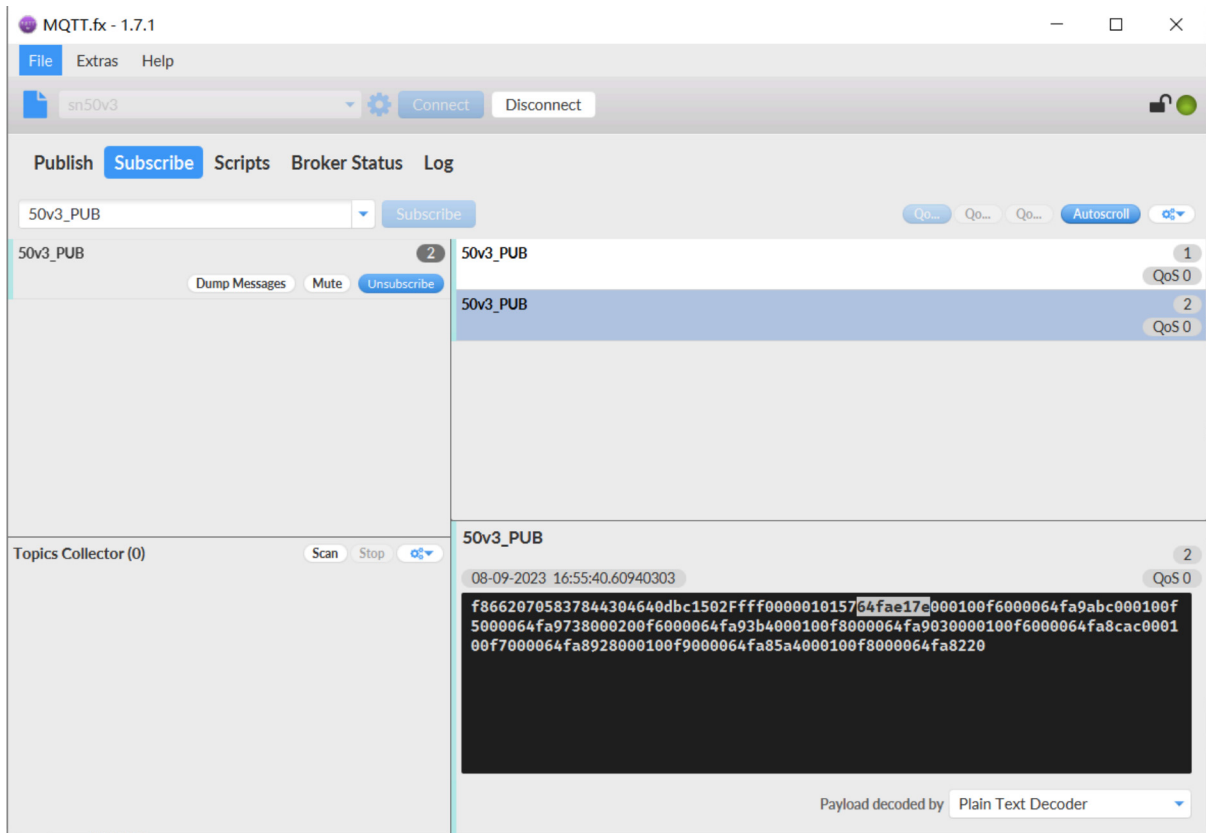 MQTT.fx - 1.7.1
File Extras Help
sn50v3 Connect Disconnect
Publish Subscribe Scripts Broker Status Log
50v3_PUB Subscribe Qo... Qo... Qo... Autoscroll
50v3_PUB 2
Dump Messages Mute Unsubscribe
50v3_PUB 1
QoS 0
50v3_PUB 2
QoS 0
Topics Collector (0) Scan Stop
50v3_PUB
2
08-09-2023 16:55:40.60940303 QoS 0
f86620705837844304640dbc1502Ffff000001015764fae17e000100f6000064fa9abc000100f
5000064fa9738000200f6000064fa93b4000100f8000064fa9030000100f6000064fa8cac0001
00f7000064fa8928000100f9000064fa85a4000100f8000064fa8220
Payload decoded by Plain Text Decoder